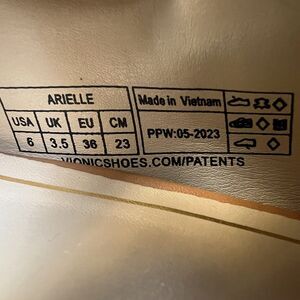 ARIELLE
USA UK EU CM
6 3.5 36 23
Made in Vietnam
PPW:05-2023
VIONICSHOES.COM/PATENTS